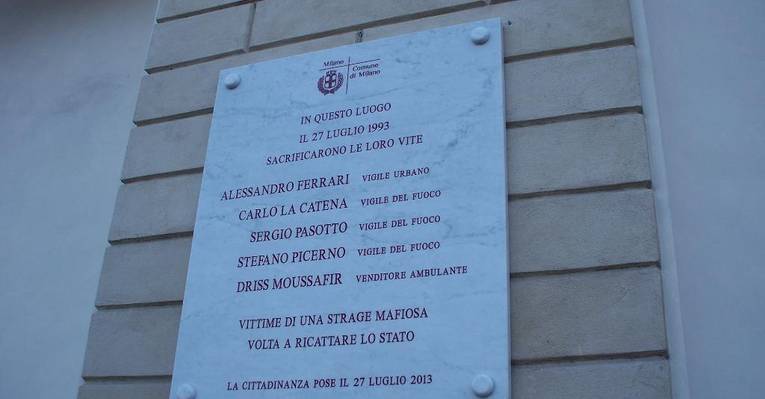 Milano Comune
di Milano
IN QUESTO LUOGO
IL 27 LUGLIO 1993
SACRIFICARONO LE LORO VITE
ALESSANDRO FERRARI VIGILE URBANO
CARLO LA CATENA VIGILE DEL FUOCO
SERGIO PASOTTO VIGILE DEL FUOCO
STEFANO PICERNO VIGILE DEL FUOCO
DRISS MOUSSAFIR VENDITORE AMBULANTE
VITTIME DI UNA STRAGE MAFIOSA
VOLTA A RICATTARE LO STATO
LA CITTADINANZA POSE IL 27 LUGLIO 2013